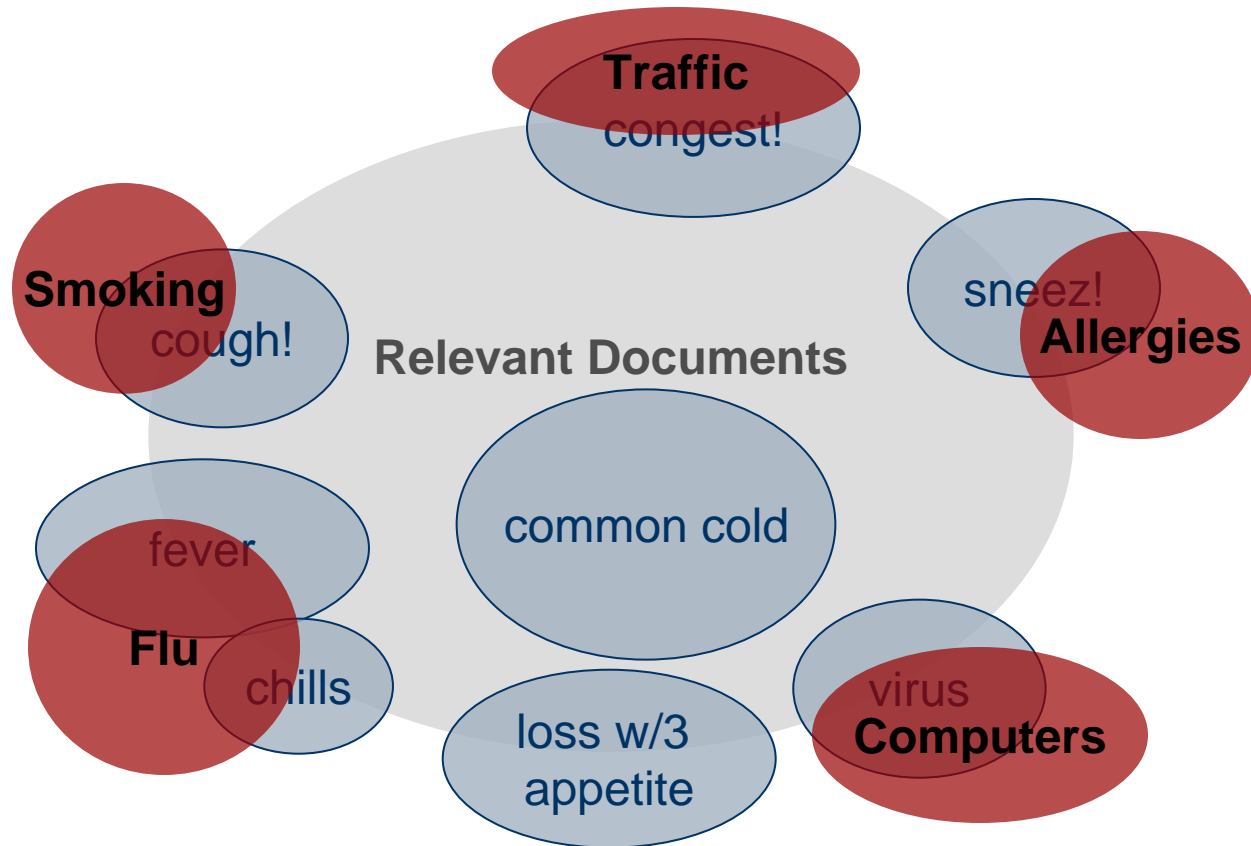 Traffic
congest!
Smoking
cough!
sneez!
Allergies
Relevant Documents
common cold
fever
Flu
chills
virus
Computers
loss w/3
appetite